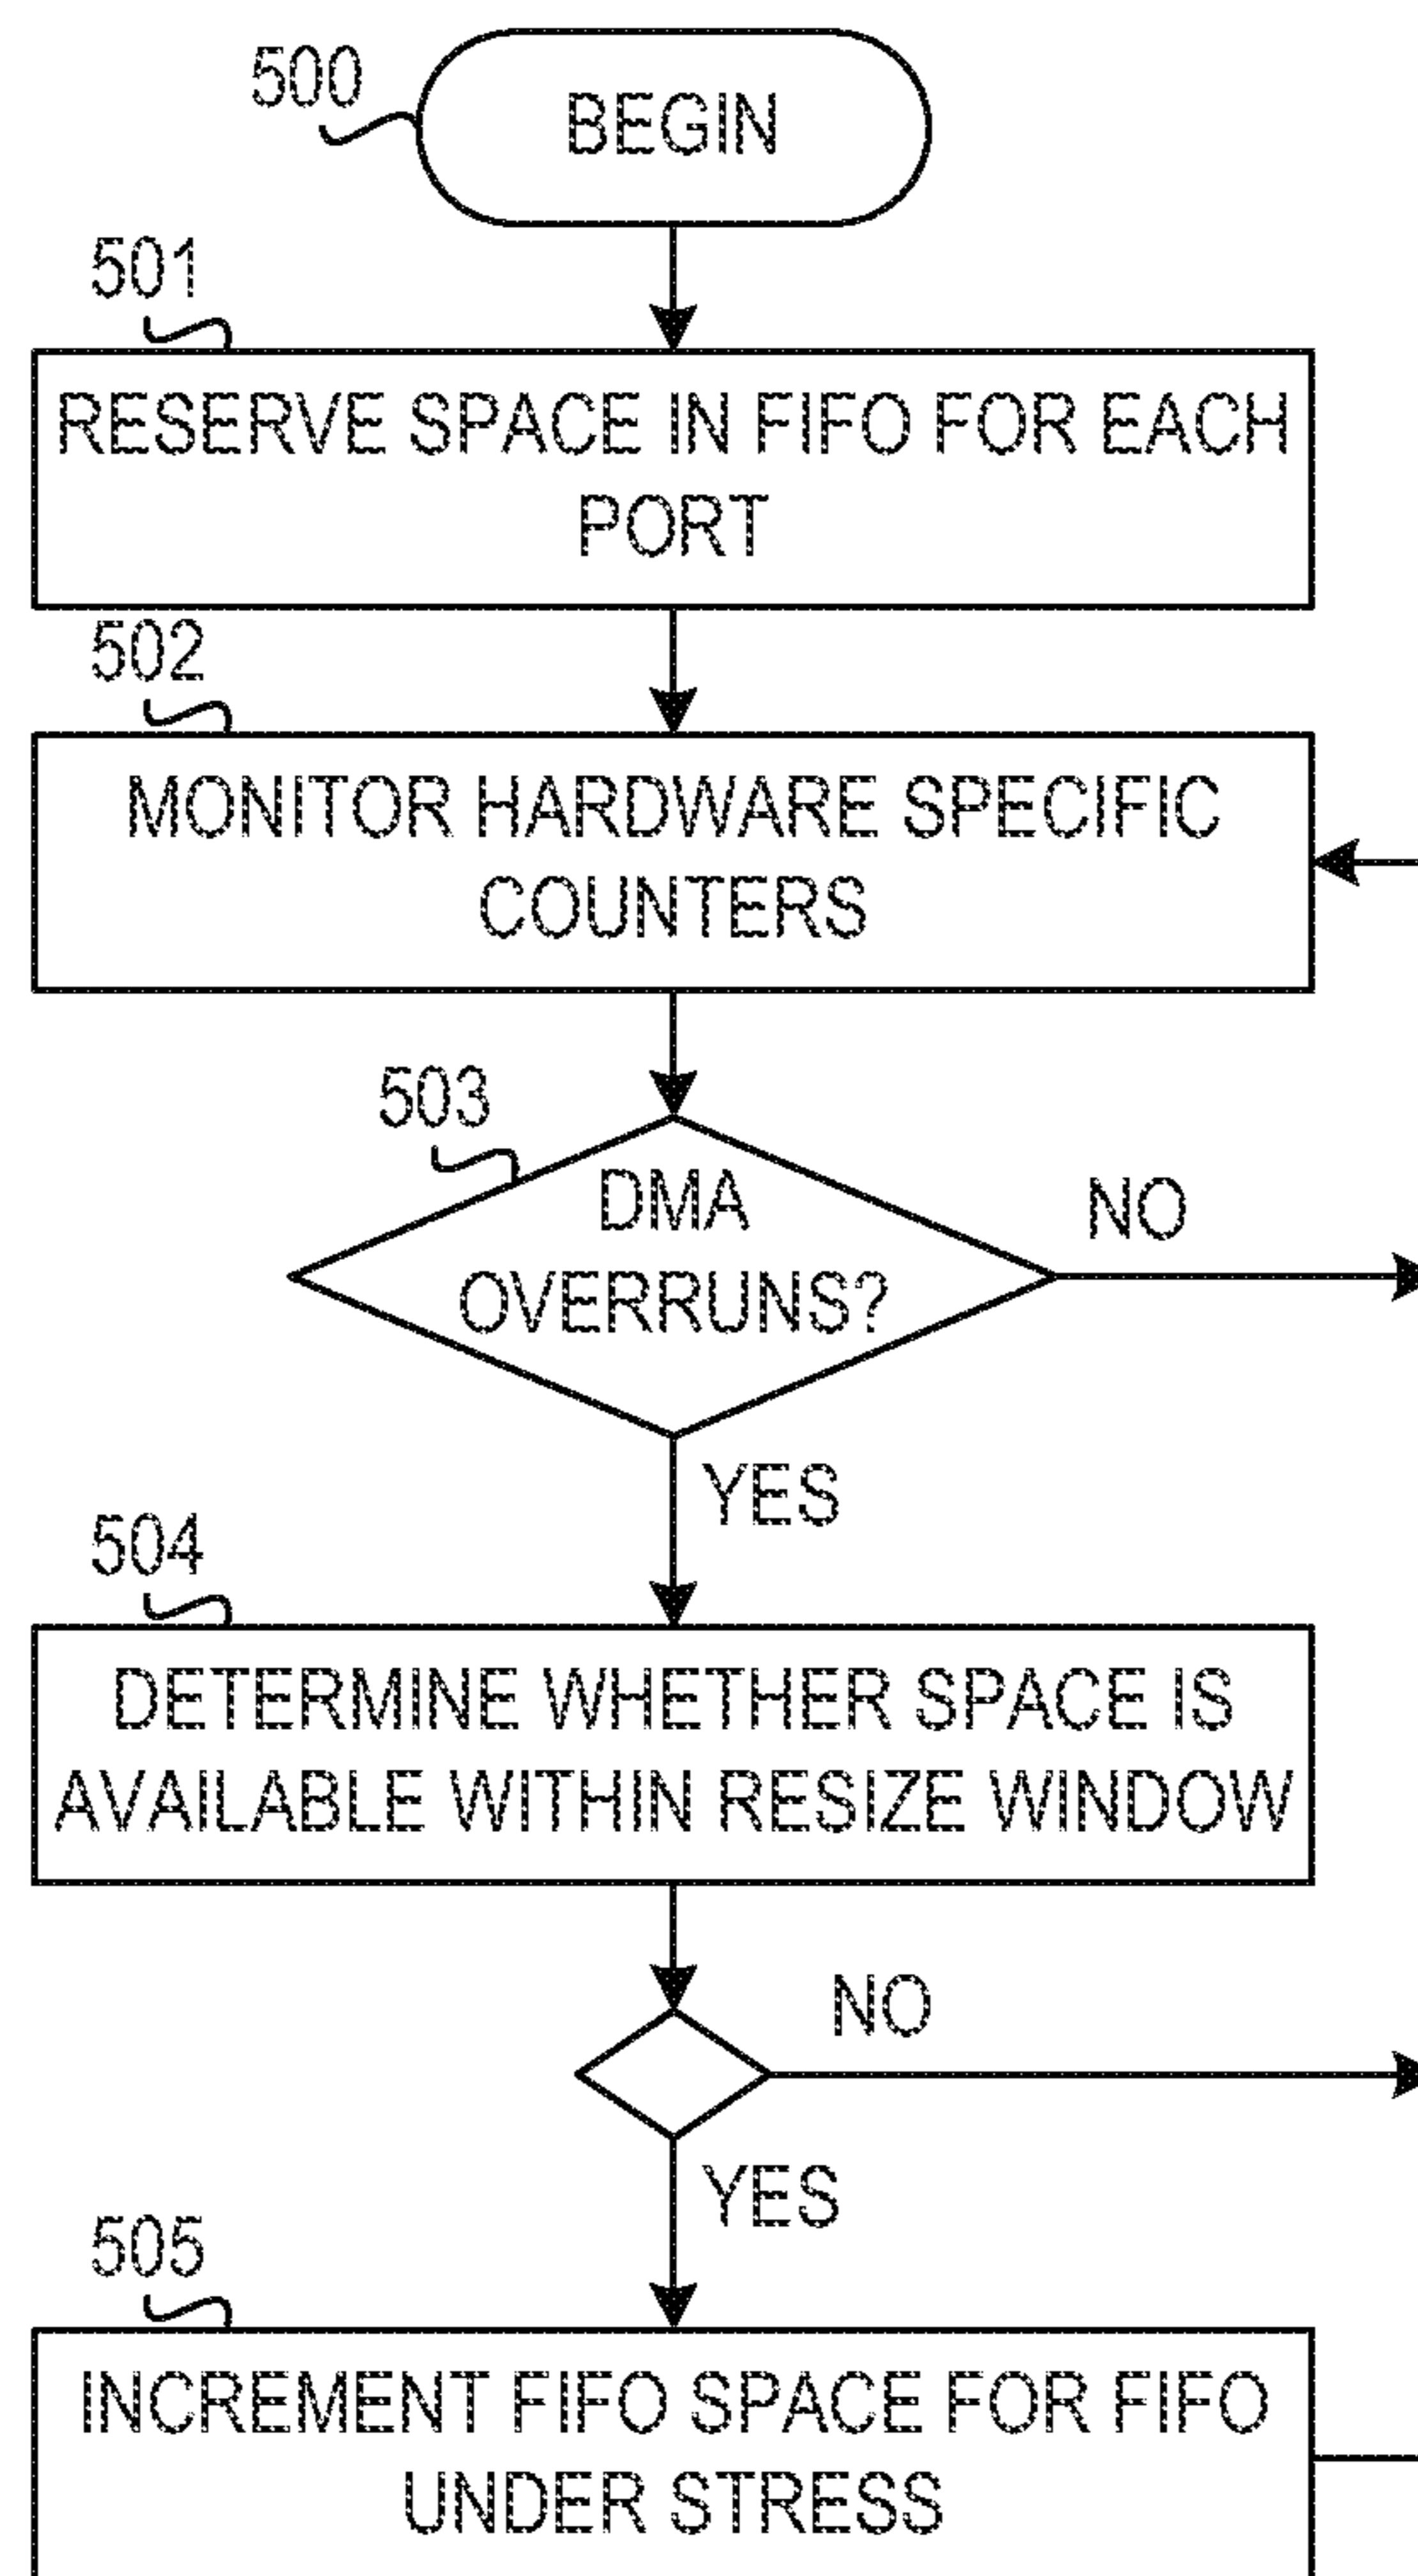 500
BEGIN
501
RESERVE SPACE IN FIFO FOR EACH
PORT
502
MONITOR HARDWARE SPECIFIC
COUNTERS
503
DMA
OVERRUNS?
NO
YES
504
DETERMINE WHETHER SPACE IS
AVAILABLE WITHIN RESIZE WINDOW
NO
YES
505
INCREMENT FIFO SPACE FOR FIFO
UNDER STRESS